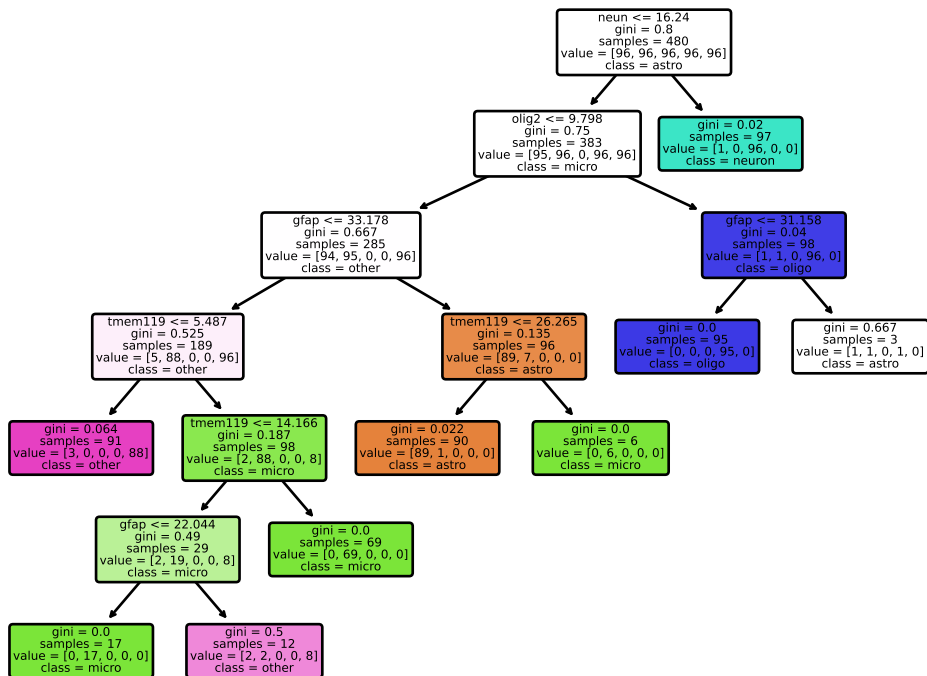 neun <= 16.24
gini = 0.8
samples = 480
value = [96, 96, 96, 96, 96]
class = astro
olig2 <= 9.798
gini = 0.75
samples = 383
value = [95, 96, 0, 96, 96]
class = micro
gini = 0.02
samples = 97
value = [1, 0, 96, 0, 0]
class = neuron
gfap <= 33.178
gini = 0.667
samples = 285
value = [94, 95, 0, 0, 96]
class = other
gfap <= 31.158
gini = 0.04
samples = 98
value = [1, 1, 0, 96, 0]
class = oligo
tmem119 <= 5.487
gini = 0.525
samples = 189
value = [5, 88, 0, 0, 96]
class = other
tmem119 <= 26.265
gini = 0.135
samples = 96
value = [89, 7, 0, 0, 0]
class = astro
gini = 0.0
samples = 95
value = [0, 0, 0, 95, 0]
class = oligo
gini = 0.667
samples = 3
value = [1, 1, 0, 1, 0]
class = astro
gini = 0.064
samples = 91
value = [3, 0, 0, 0, 88]
class = other
tmem119 <= 14.166
gini = 0.187
samples = 98
value = [2, 88, 0, 0, 8]
class = micro
gini = 0.022
samples = 90
value = [89, 1, 0, 0, 0]
class = astro
gini = 0.0
samples = 6
value = [0, 6, 0, 0, 0]
class = micro
gfap <= 22.044
gini = 0.49
samples = 29
value = [2, 19, 0, 0, 8]
class = micro
gini = 0.0
samples = 69
value = [0, 69, 0, 0, 0]
class = micro
gini = 0.0
samples = 17
value = [0, 17, 0, 0, 0]
class = micro
gini = 0.5
samples = 12
value = [2, 2, 0, 0, 8]
class = other